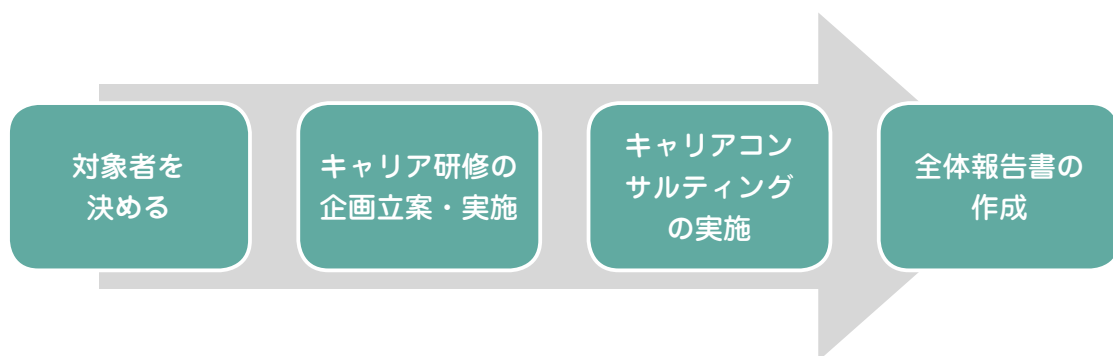 対象者を
決める
キャリア研修の
企画立案・実施
キャリアコン
サルティング
の実施
全体報告書の
作成